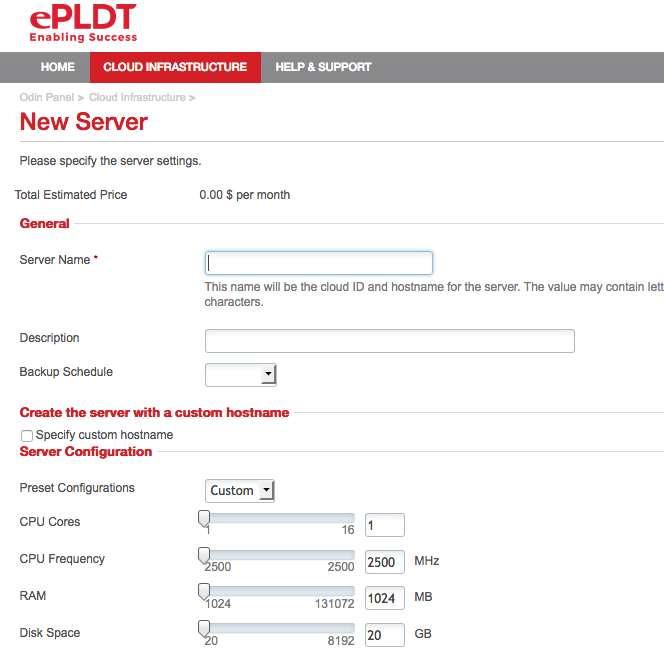 ePLDT
Enabling Success
HOME CLOUD INFRASTRUCTURE HELP & SUPPORT
Odin Panel > Cloud Infrastructure >
New Server
Please specify the server settings.
Total Estimated Price 0.00 $ per month
General
Server Name *
This name will be the cloud ID and hostname for the server. The value may contain lett
characters.
Description
Backup Schedule
Create the server with a custom hostname
Specify custom hostname
Server Configuration
Preset Configurations Custom
CPU Cores 1 16 1
CPU Frequency 2500 2500 2500 MHz
RAM 1024 131072 1024 MB
Disk Space 20 8192 20 GB